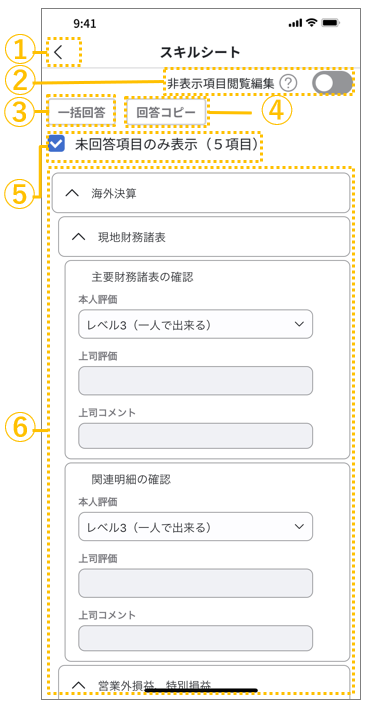 9:41
① スキルシート
② 非表示項目閲覧編集 ?
③ 一括回答 回答コピー ④
未回答項目のみ表示（５項目）
⑤
海外決算
現地財務諸表
主要財務諸表の確認
本人評価
レベル3（一人で出来る）
上司評価
上司コメント
⑥
関連明細の確認
本人評価
レベル3（一人で出来る）
上司評価
上司コメント
営業外損益、特別損益